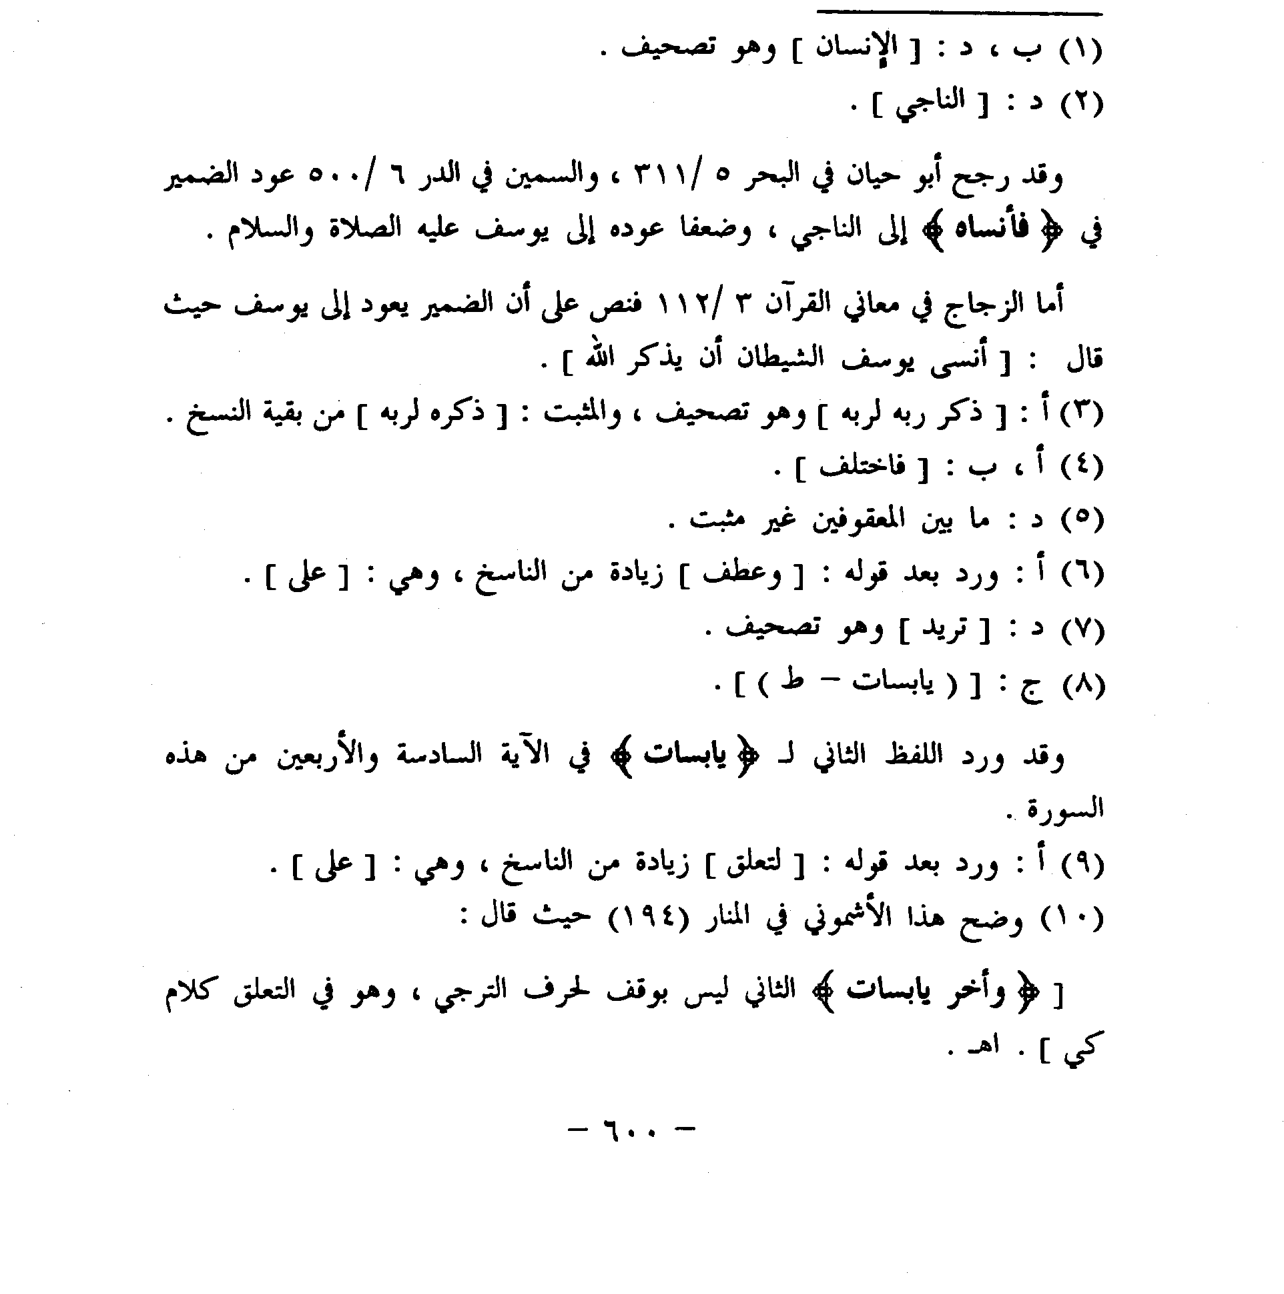 (١) ب ، د : [ الإنسان ] وهو تصحيف .
(٢) د : [ الناجي ] .
وقد رجح أبو حيان في البحر ٥ /٣١١ ، والسمين في الدر ٦ /٥٠٠ عود الضمير
في ﴿ فأنساه ﴾ إلى الناجي ، وضعفا عوده إلى يوسف عليه الصلاة والسلام .
أما الزجاج في معاني القرآن ٣ /١١٢ فنص على أن الضمير يعود إلى يوسف حيث
قال : [ أنسى يوسف الشيطان أن يذكر الله ] .
(٣) أ : [ ذكر ربه لربه ] وهو تصحيف ، والمثبت : [ ذكره لربه ] من بقية النسخ .
(٤) أ ، ب : [ فاختلف ] .
(٥) د : ما بين المعقوفين غير مثبت .
(٦) أ : ورد بعد قوله : [ وعطف ] زيادة من الناسخ ، وهي : [ على ] .
(٧) د : [ تريد ] وهو تصحيف .
(٨) ج : [ ( يابسات – ط ) ] .
وقد ورد اللفظ الثاني لـ ﴿ يابسات ﴾ في الآية السادسة والأربعين من هذه
السورة .
(٩) أ : ورد بعد قوله : [ لتعلق ] زيادة من الناسخ ، وهي : [ على ] .
(١٠) وضح هذا الأشموني في المنار (١٩٤) حيث قال :
[ ﴿ وأخر يابسات ﴾ الثاني ليس بوقف لحرف الترجي ، وهو في التعلق كلام
كي ] . اهـ .
– ٦٠٠ –